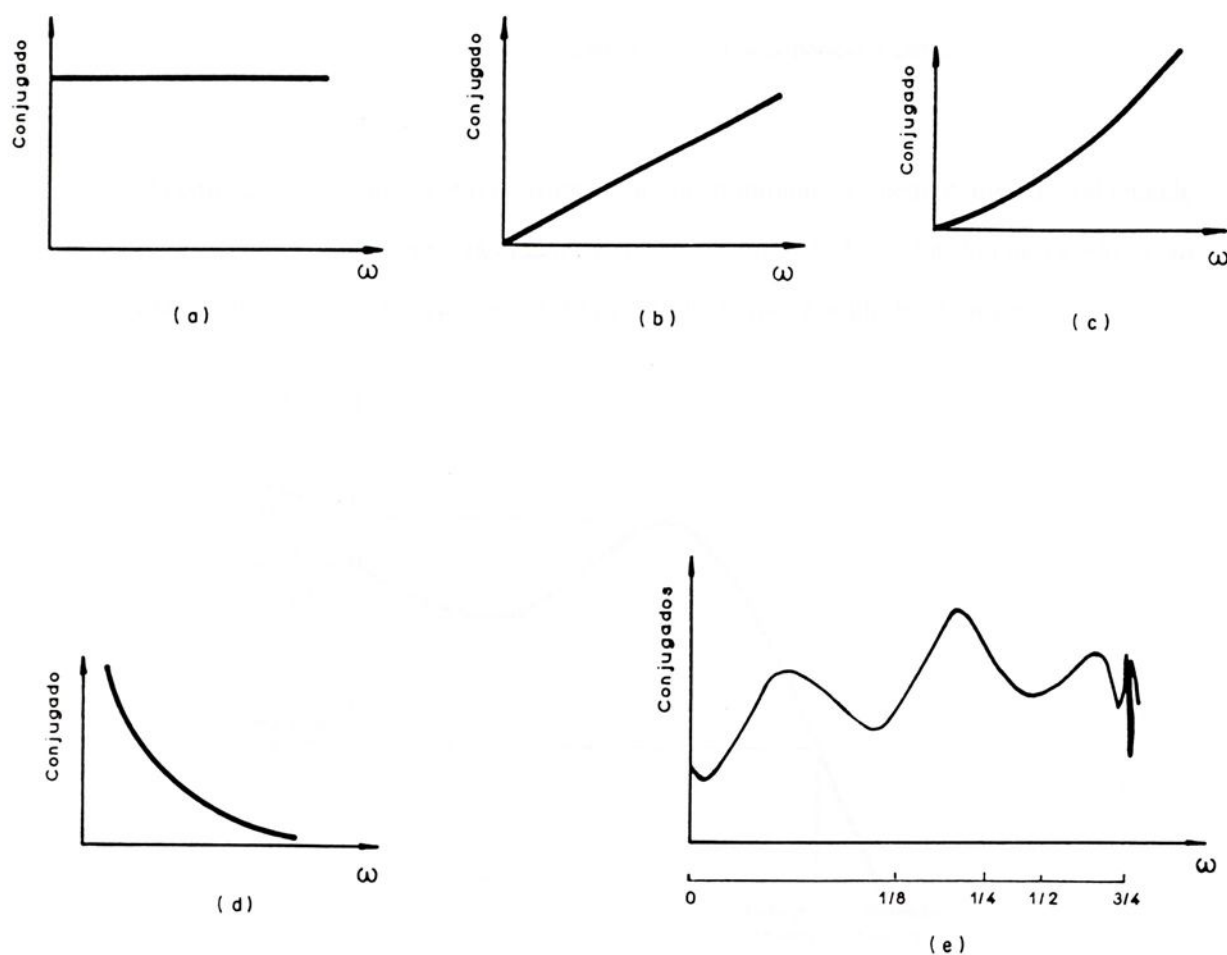 Conjugado
ω
(a)
Conjugado
ω
(b)
Conjugado
ω
(c)
Conjugado
ω
(d)
Conjugados
ω
0 1/8 1/4 1/2 3/4
(e)